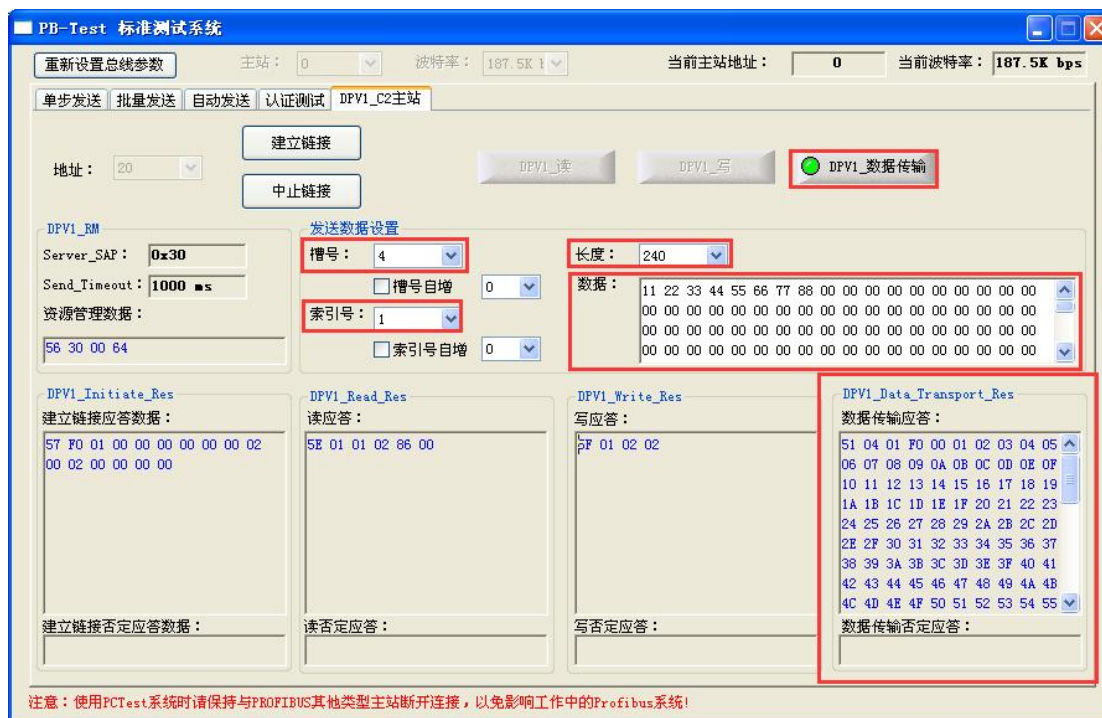 PB-Test 标准测试系统
重新设置总线参数 主站： 0 波特率： 187.5K 当前主站地址： 0 当前波特率： 187.5K bps
单步发送 批量发送 自动发送 认证测试 DPV1_C2主站
地址： 20
建立链接
中止链接
DPV1_读 DPV1_写 DPV1_数据传输
DPV1_RM
Server_SAP： 0x30
Send_Timeout： 1000 ms
资源管理数据：
56 30 00 64
发送数据设置
槽号： 4
槽号自增 0
索引号： 1
索引号自增 0
长度： 240
数据：
11 22 33 44 55 66 77 88 00 00 00 00 00 00 00 00 00 00
00 00 00 00 00 00 00 00 00 00 00 00 00 00 00 00 00 00
00 00 00 00 00 00 00 00 00 00 00 00 00 00 00 00 00 00
00 00 00 00 00 00 00 00 00 00 00 00 00 00 00 00 00 00
DPV1_Initiate_Res
建立链接应答数据：
57 F0 01 00 00 00 00 00 00 02
00 02 00 00 00 00
建立链接否定应答数据：
DPV1_Read_Res
读应答：
5E 01 01 02 86 00
读否定应答：
DPV1_Write_Res
写应答：
5F 01 02 02
写否定应答：
DPV1_Data_Transport_Res
数据传输应答：
51 04 01 F0 00 01 02 03 04 05
06 07 08 09 0A 0B 0C 0D 0E 0F
10 11 12 13 14 15 16 17 18 19
1A 1B 1C 1D 1E 1F 20 21 22 23
24 25 26 27 28 29 2A 2B 2C 2D
2E 2F 30 31 32 33 34 35 36 37
38 39 3A 3B 3C 3D 3E 3F 40 41
42 43 44 45 46 47 48 49 4A 4B
4C 4D 4E 4F 50 51 52 53 54 55
数据传输否定应答：
注意：使用PCTest系统时请保持与PROFIBUS其他类型主站断开连接，以免影响工作中的Profibus系统!